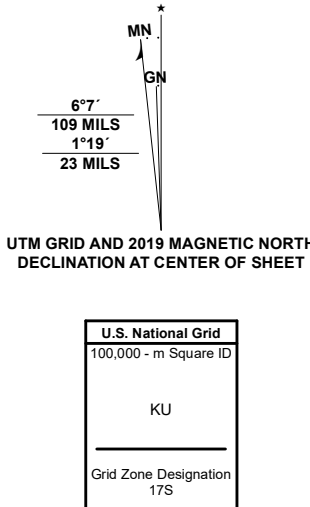 ★
MN
GN
6°7´
109 MILS
1°19´
23 MILS
UTM GRID AND 2019 MAGNETIC NORTH
DECLINATION AT CENTER OF SHEET
U.S. National Grid
100,000 - m Square ID
KU
Grid Zone Designation
17S